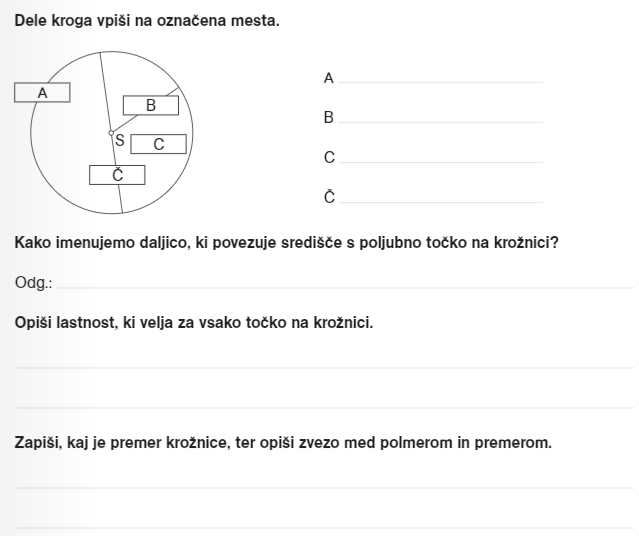 Dele kroga vpiši na označena mesta.
A
B
S
C
Č
A
B
C
Č
Kako imenujemo daljico, ki povezuje središče s poljubno točko na krožnici?
Odg.:
Opiši lastnost, ki velja za vsako točko na krožnici.
Zapiši, kaj je premer krožnice, ter opiši zvezo med polmerom in premerom.